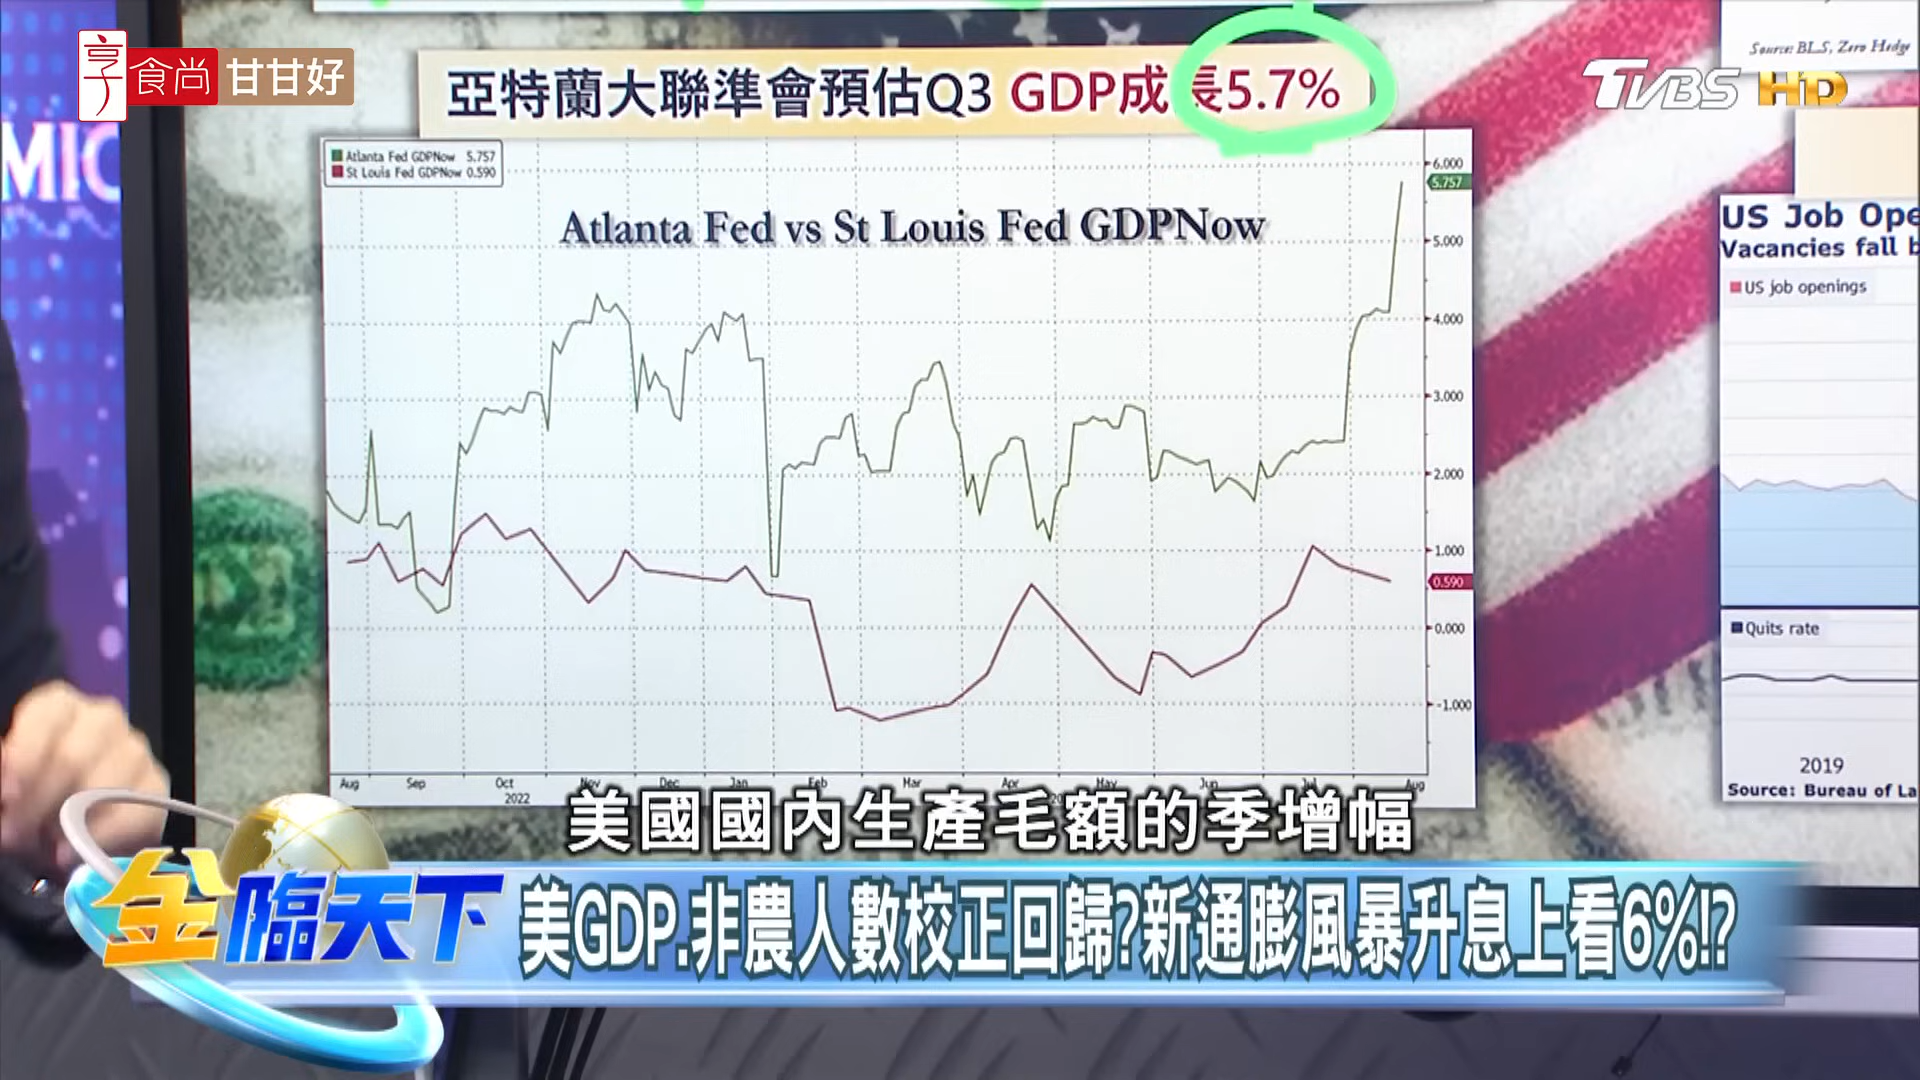 享 食尚 甘甘好
TVBS HD
Source: BLS, Zero Hedge
MIC
亞特蘭大聯準會預估Q3 GDP成長5.7%
Atlanta Fed GDPNow 5.757
St Louis Fed GDPNow 0.590
Atlanta Fed vs St Louis Fed GDPNow
6.000
5.757
5.000
4.000
3.000
2.000
1.000
0.590
0.000
-1.000
Aug Sep Oct Nov Dec Jan Feb Mar Apr May Jun Jul Aug
2022
US Job Ope
Vacancies fall b
US job openings
Quits rate
2019
Source: Bureau of La
美國國內生產毛額的季增幅
金臨天下
美GDP.非農人數校正回歸?新通膨風暴升息上看6%!?